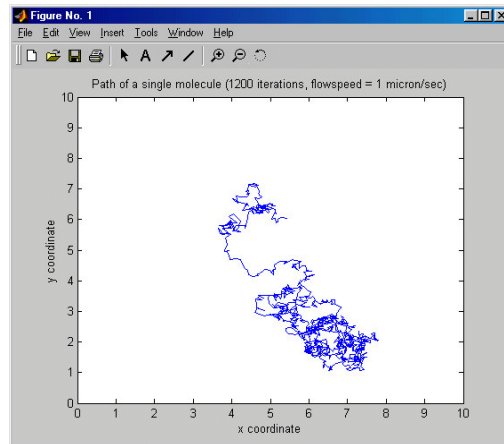 Figure No. 1
File Edit View Insert Tools Window Help
A
Path of a single molecule (1200 iterations, flowspeed = 1 micron/sec)
10
9
8
7
6
5
4
3
2
1
0
y coordinate
0 1 2 3 4 5 6 7 8 9 10
x coordinate